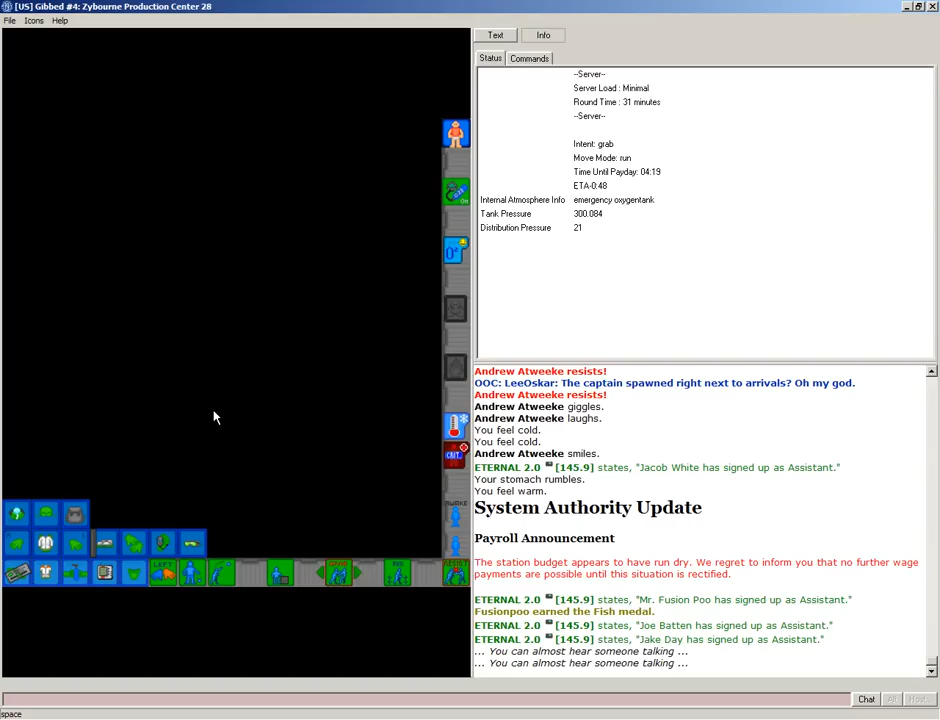 [US] Gibbed #4: Zybourne Production Center 28
File Icons Help
Text Info
Status Commands
--Server--
Server Load : Minimal
Round Time : 31 minutes
--Server--
Intent: grab
Move Mode: run
Time Until Payday: 04:19
ETA-0:48
Internal Atmosphere Info emergency oxygentank
Tank Pressure 300.084
Distribution Pressure 21
Andrew Atweeke resists!
OOC: LeeOskar: The captain spawned right next to arrivals? Oh my god.
Andrew Atweeke resists!
Andrew Atweeke giggles.
Andrew Atweeke laughs.
You feel cold.
You feel cold.
Andrew Atweeke smiles.
ETERNAL 2.0 [145.9] states, "Jacob White has signed up as Assistant."
Your stomach rumbles.
You feel warm.
System Authority Update
Payroll Announcement
The station budget appears to have run dry. We regret to inform you that no further wage
payments are possible until this situation is rectified.
ETERNAL 2.0 [145.9] states, "Mr. Fusion Poo has signed up as Assistant."
Fusionpoo earned the Fish medal.
ETERNAL 2.0 [145.9] states, "Joe Batten has signed up as Assistant."
ETERNAL 2.0 [145.9] states, "Jake Day has signed up as Assistant."
... You can almost hear someone talking ...
... You can almost hear someone talking ...
On
AWAKE
LEFT
Chat
space